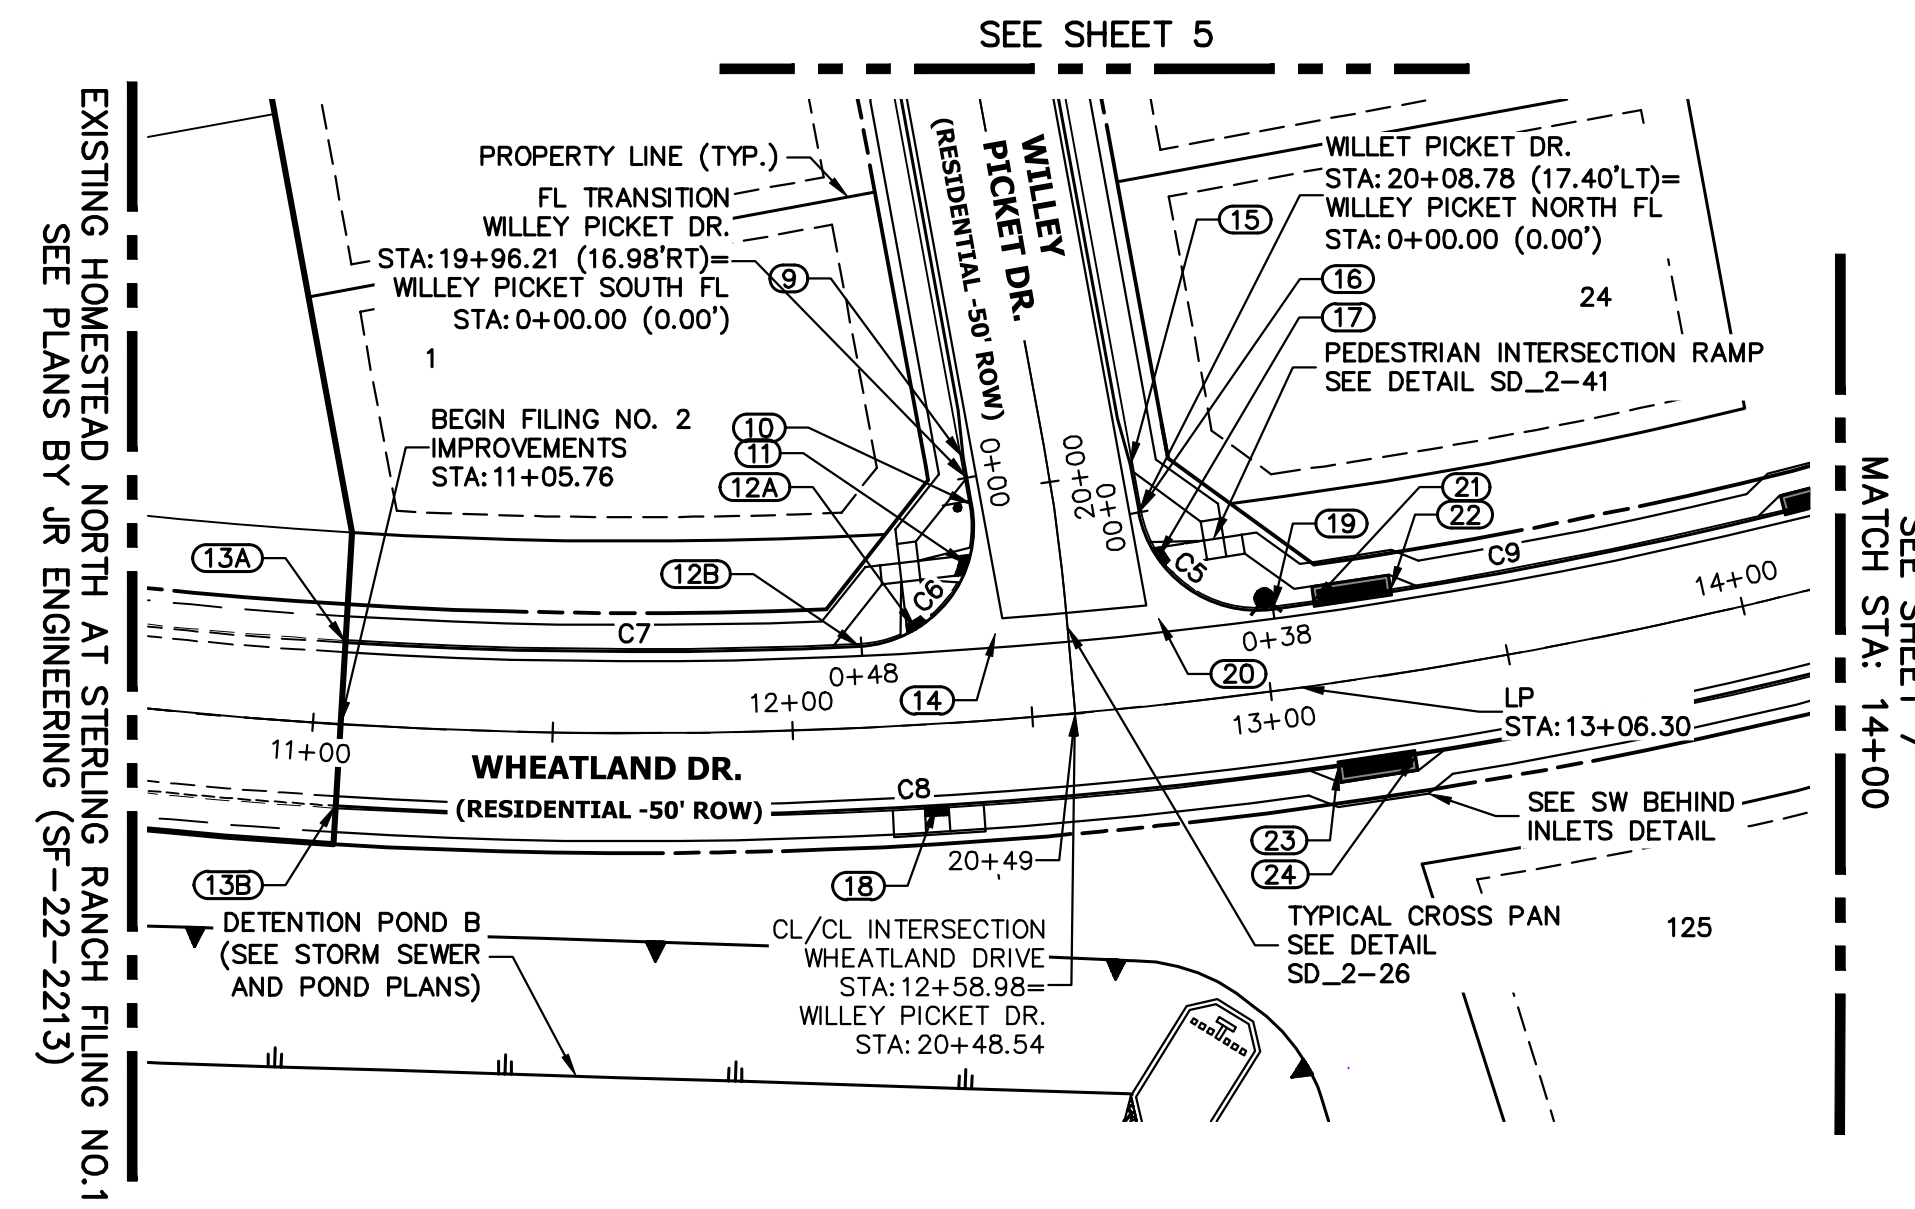 SEE SHEET 5
EXISTING HOMESTEAD NORTH AT STERLING RANCH FILING NO.1
SEE PLANS BY JR ENGINEERING (SF-22-2213)
PROPERTY LINE (TYP.)
FL TRANSITION
WILLEY PICKET DR.
STA:19+96.21 (16.98'RT)=
WILLEY PICKET SOUTH FL
STA:0+00.00 (0.00')
9
1
BEGIN FILING NO. 2
IMPROVEMENTS
STA:11+05.76
10
11
12A
12B
13A
WILLEY
PICKET DR.
(RESIDENTIAL -50' ROW)
0+00
20+00
0+00
WILLET PICKET DR.
STA:20+08.78 (17.40'LT)=
WILLEY PICKET NORTH FL
STA:0+00.00 (0.00')
15
16
17
24
PEDESTRIAN INTERSECTION RAMP
SEE DETAIL SD_2-41
21
22
19
C5
C6
C7
C9
14+00
0+38
0+48
12+00
14
20
13+00
LP
STA:13+06.30
11+00
WHEATLAND DR.
(RESIDENTIAL -50' ROW)
C8
SEE SW BEHIND
INLETS DETAIL
23
24
20+49
18
13B
DETENTION POND B
(SEE STORM SEWER
AND POND PLANS)
CL/CL INTERSECTION
WHEATLAND DRIVE
STA:12+58.98=
WILLEY PICKET DR.
STA:20+48.54
TYPICAL CROSS PAN
SEE DETAIL
SD_2-26
125
SEE SHEET 7
MATCH STA: 14+00